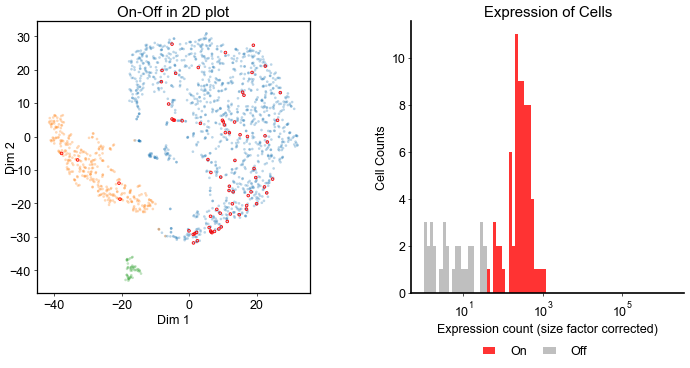 On-Off in 2D plot
Dim 2
30
20
10
0
−10
−20
−30
−40
−40
−20
0
20
Dim 1
Expression of Cells
Cell Counts
10
8
6
4
2
0
10^1
10^3
10^5
Expression count (size factor corrected)
On
Off